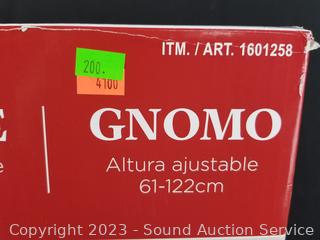 ITM. / ART. 1601258
200.
4100
GNOMO
Altura ajustable
61-122cm
Copyright 2023 - Sound Auction Service